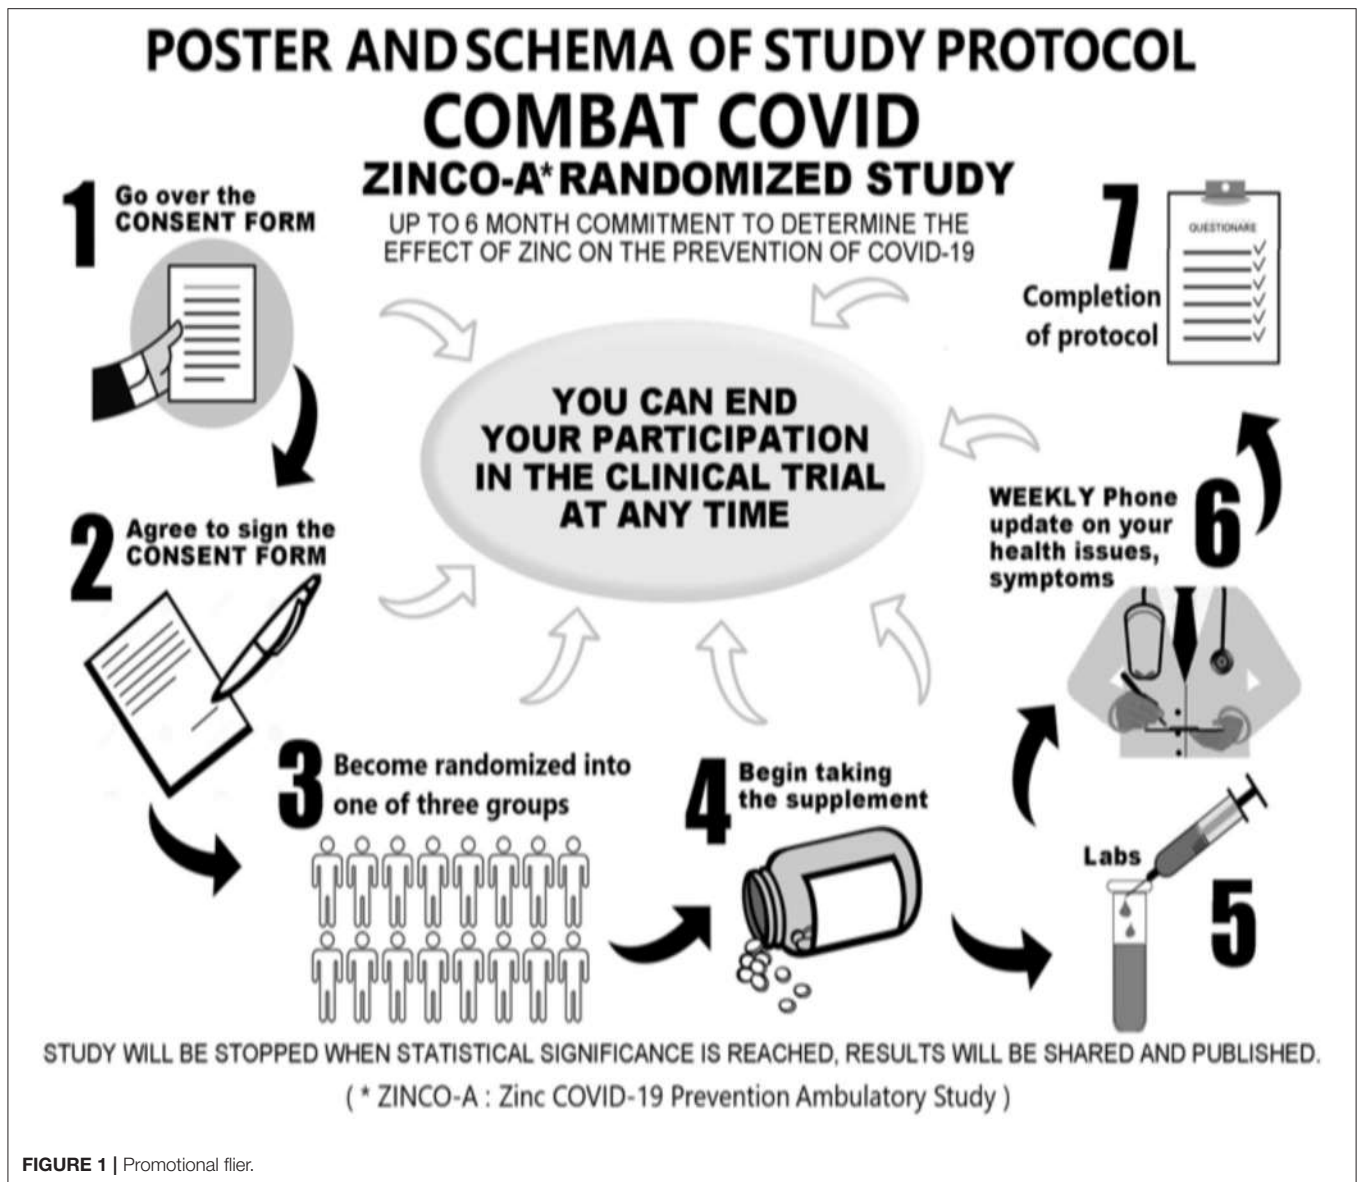 POSTER AND SCHEMA OF STUDY PROTOCOL
COMBAT COVID
ZINCO-A* RANDOMIZED STUDY
UP TO 6 MONTH COMMITMENT TO DETERMINE THE
EFFECT OF ZINC ON THE PREVENTION OF COVID-19
1 Go over the
CONSENT FORM
2 Agree to sign the
CONSENT FORM
3 Become randomized into
one of three groups
4 Begin taking
the supplement
Labs
5
WEEKLY Phone
update on your
health issues,
symptoms
6
7
Completion
of protocol
QUESTIONARE
YOU CAN END
YOUR PARTICIPATION
IN THE CLINICAL TRIAL
AT ANY TIME
STUDY WILL BE STOPPED WHEN STATISTICAL SIGNIFICANCE IS REACHED, RESULTS WILL BE SHARED AND PUBLISHED.
( * ZINCO-A : Zinc COVID-19 Prevention Ambulatory Study )
FIGURE 1 | Promotional flier.